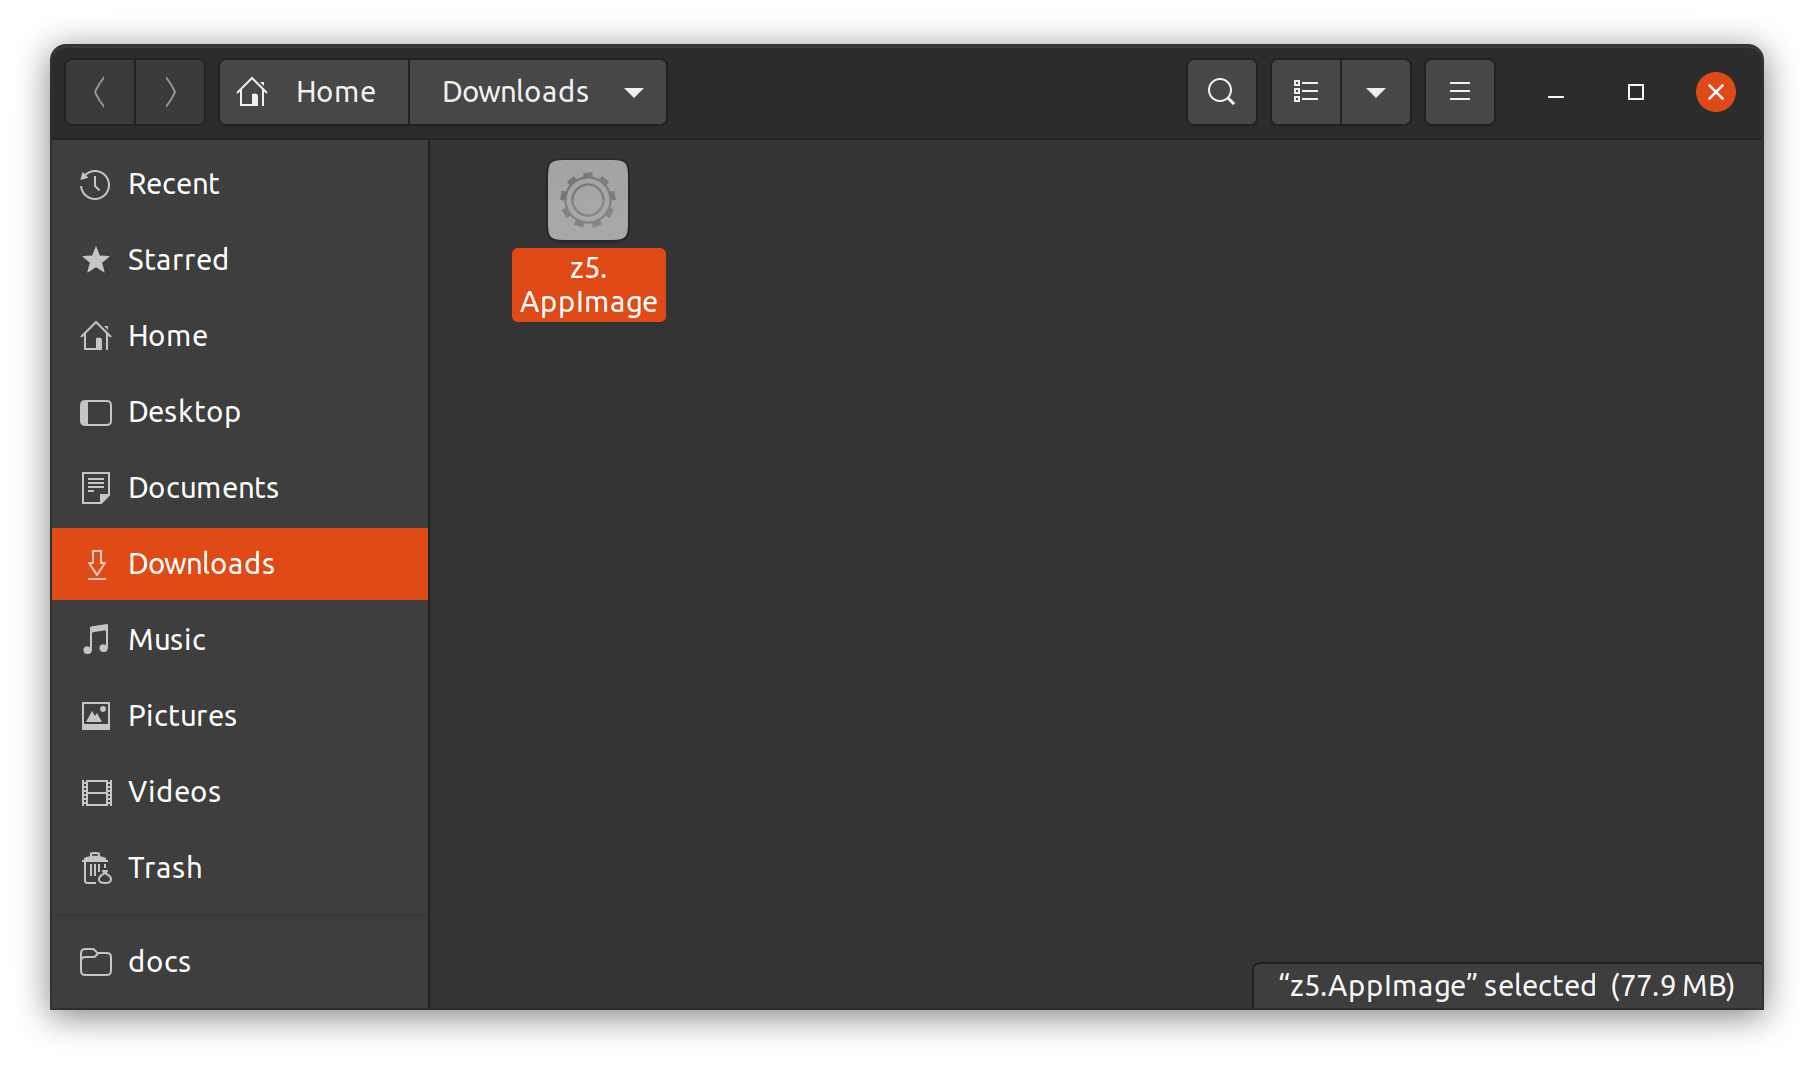 Home
Downloads
Recent
Starred
Home
Desktop
Documents
Downloads
Music
Pictures
Videos
Trash
docs
z5.
AppImage
“z5.AppImage” selected (77.9 MB)